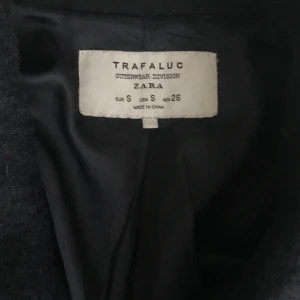 TRAFALUC
OUTERWEAR DIVISION
ZARA
EUR S USA S MEX 26
MADE IN CHINA